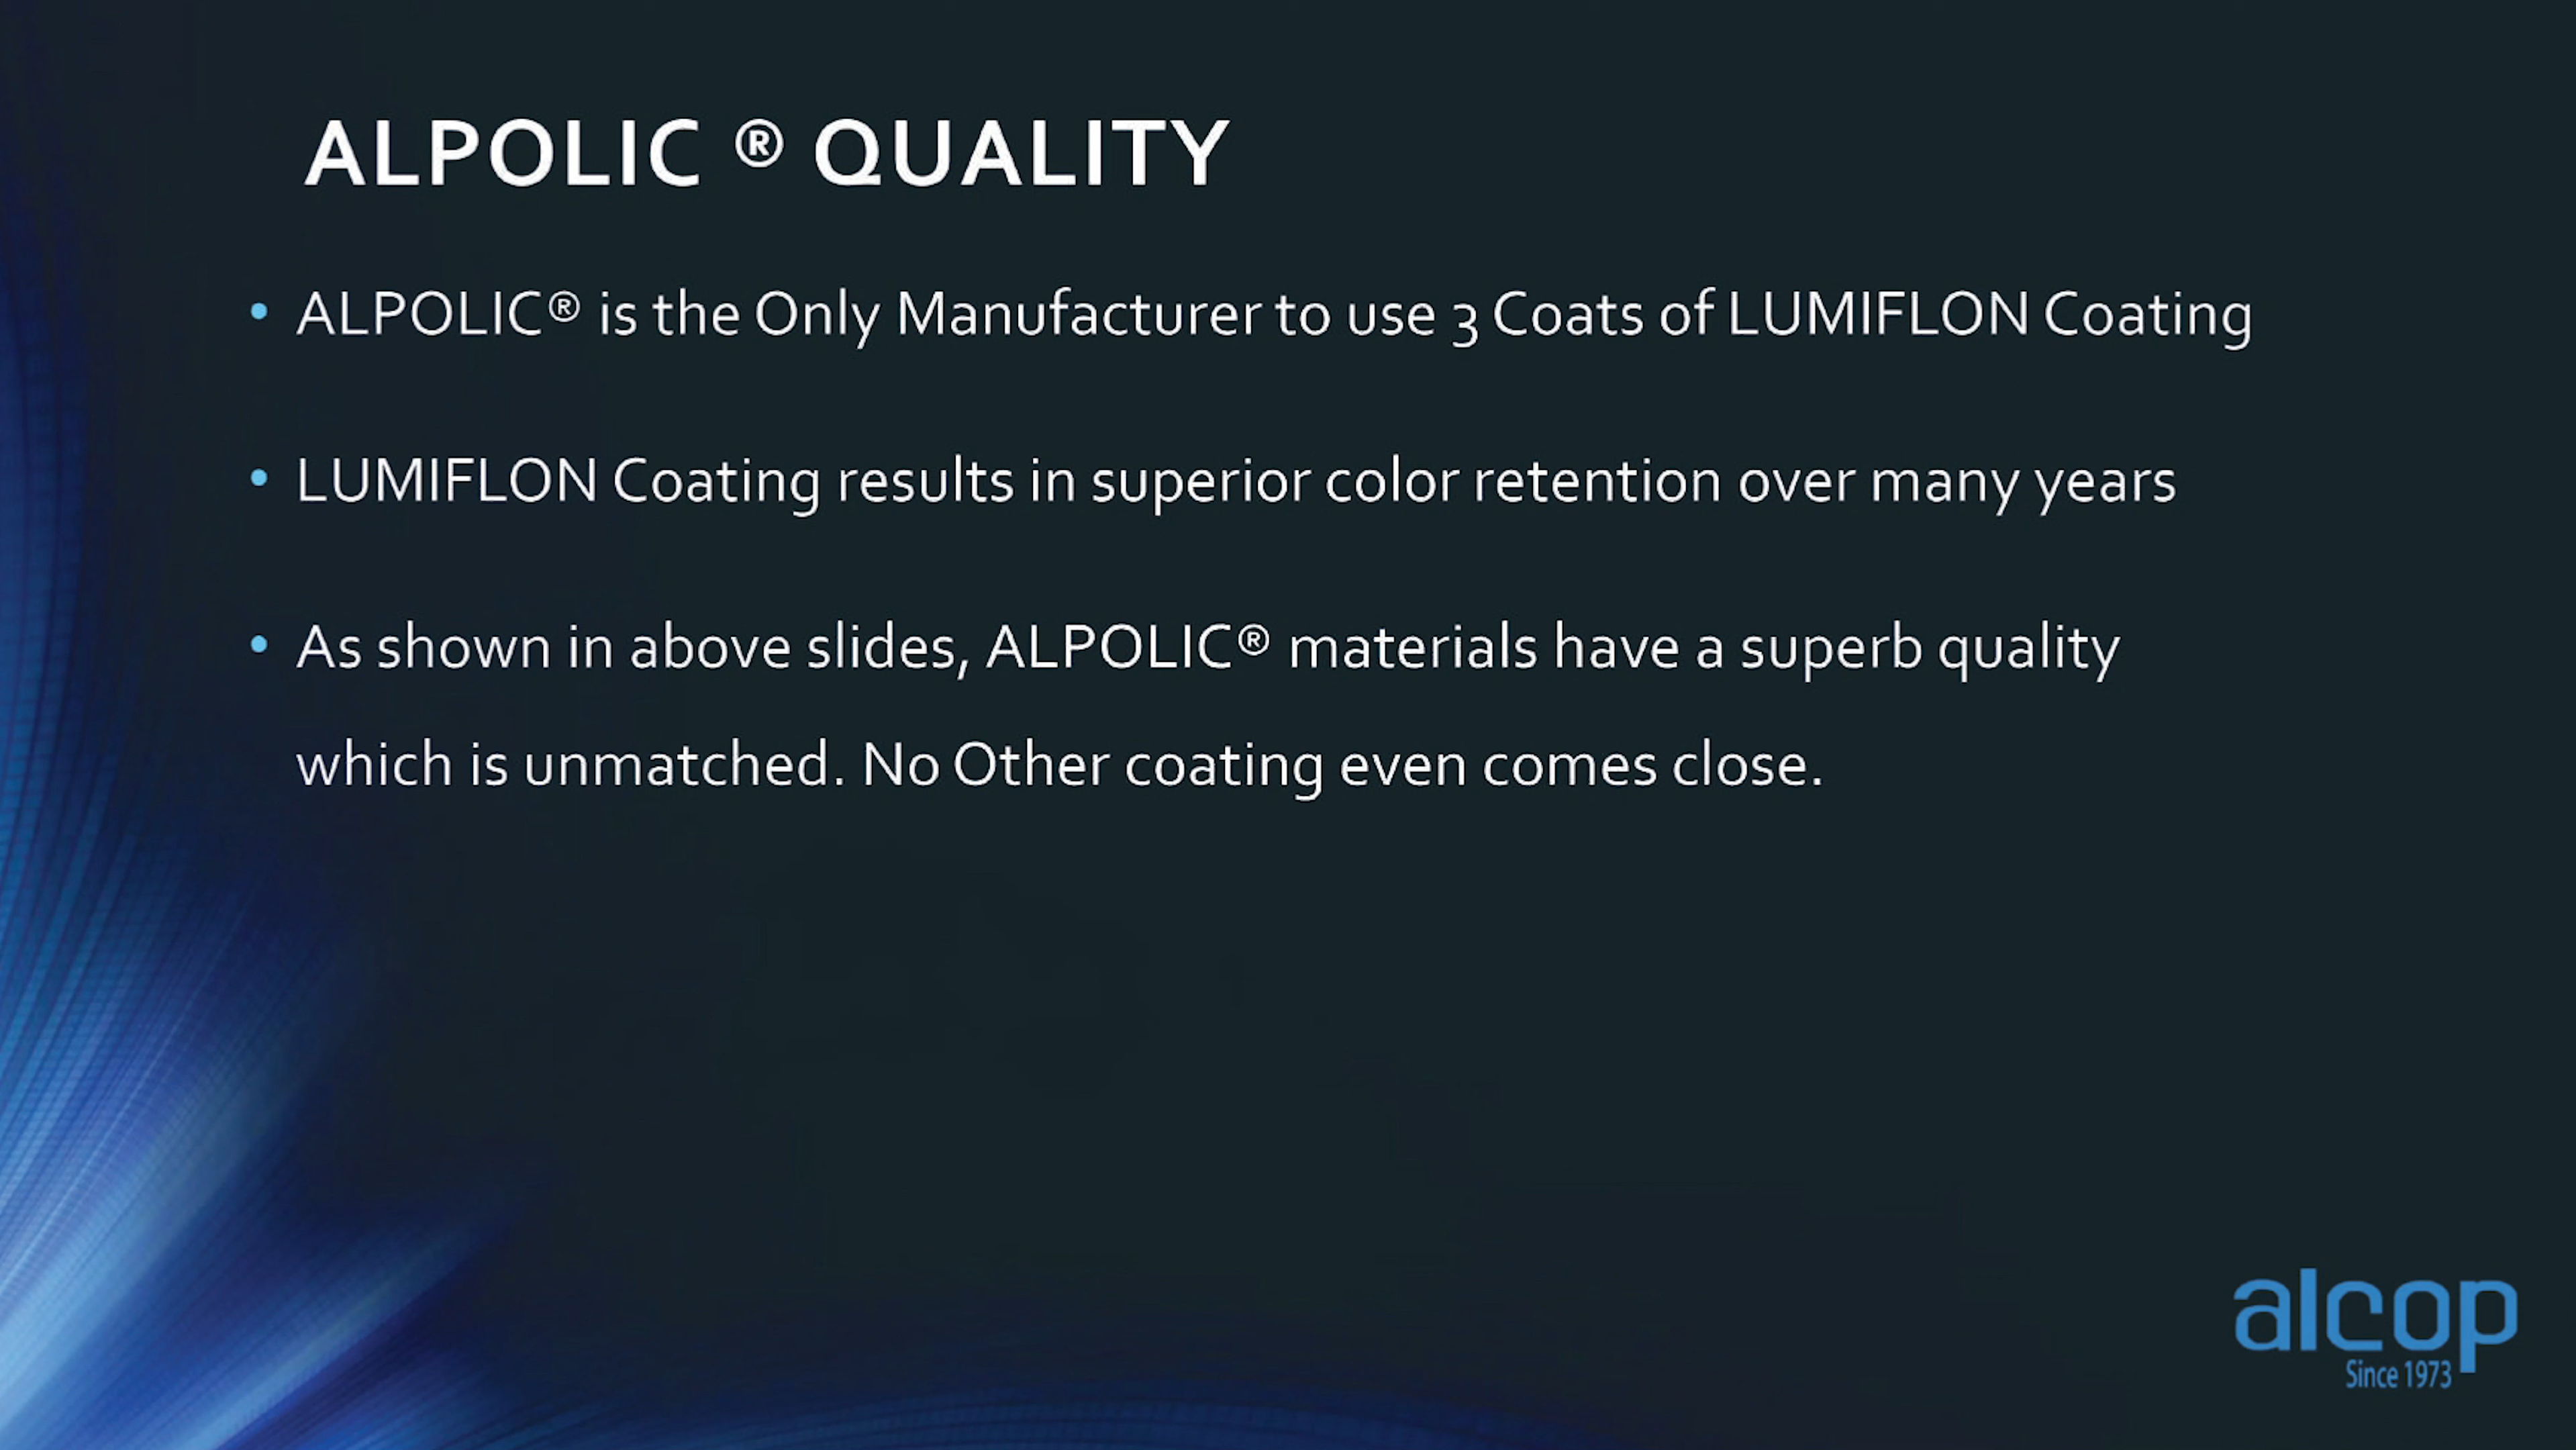 ALPOLIC ® QUALITY
• ALPOLIC® is the Only Manufacturer to use 3 Coats of LUMIFLON Coating
• LUMIFLON Coating results in superior color retention over many years
• As shown in above slides, ALPOLIC® materials have a superb quality
which is unmatched. No Other coating even comes close.
alcop
Since 1973